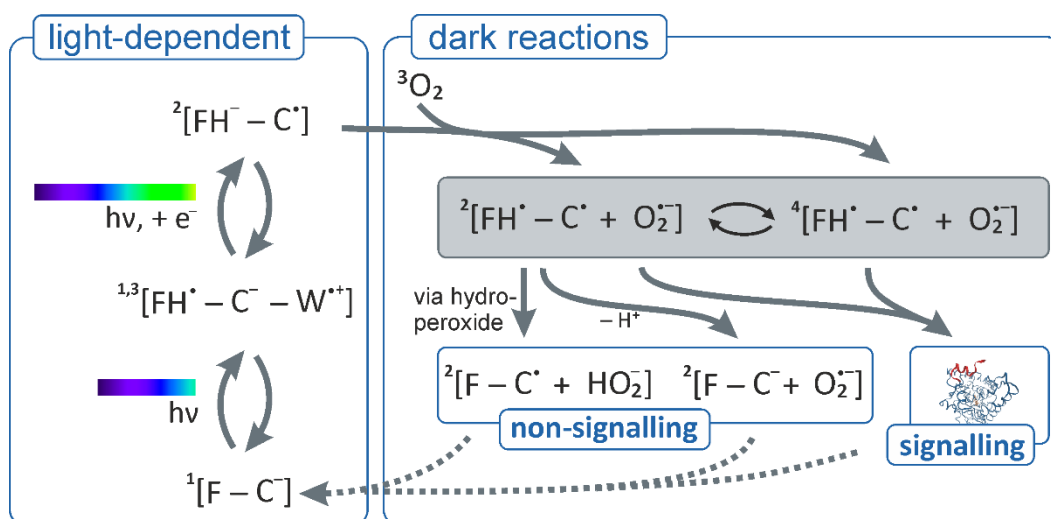 light-dependent
dark reactions
³O₂
²[FH⁻ – C•]
hν, + e⁻
²[FH• – C• + O₂•⁻]
⁴[FH• – C• + O₂•⁻]
¹,³[FH• – C⁻ – W•⁺]
via hydro-
peroxide
– H⁺
hν
²[F – C• + HO₂⁻]
²[F – C⁻ + O₂•⁻]
non-signalling
signalling
¹[F – C⁻]